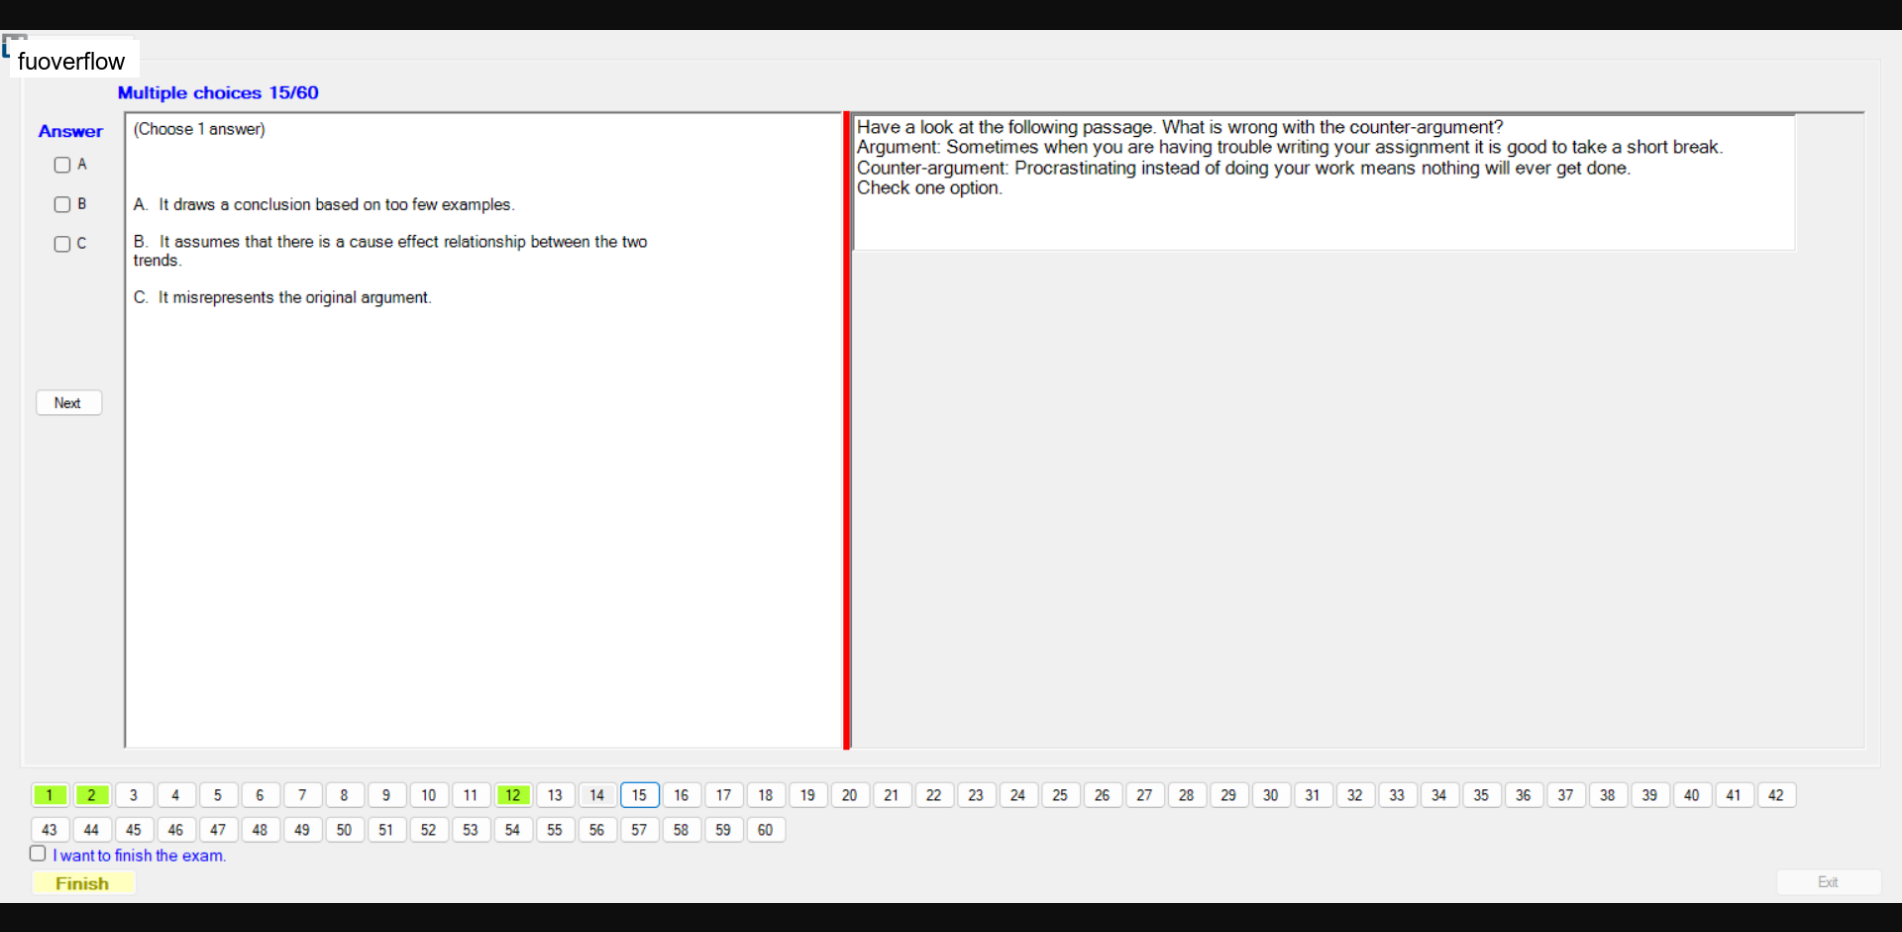 fuoverflow
Multiple choices 15/60
Answer
A
B
C
Next
(Choose 1 answer)
A. It draws a conclusion based on too few examples.
B. It assumes that there is a cause effect relationship between the two
trends.
C. It misrepresents the original argument.
Have a look at the following passage. What is wrong with the counter-argument?
Argument: Sometimes when you are having trouble writing your assignment it is good to take a short break.
Counter-argument: Procrastinating instead of doing your work means nothing will ever get done.
Check one option.
1 2 3 4 5 6 7 8 9 10 11 12 13 14 15 16 17 18 19 20 21 22 23 24 25 26 27 28 29 30 31 32 33 34 35 36 37 38 39 40 41 42
43 44 45 46 47 48 49 50 51 52 53 54 55 56 57 58 59 60
I want to finish the exam.
Finish
Exit